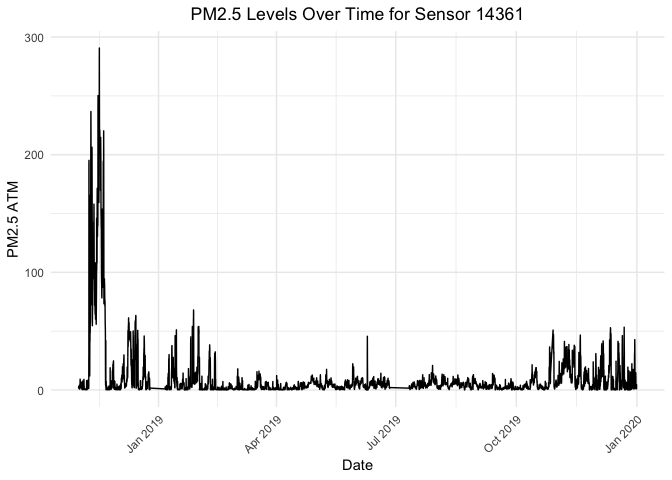 PM2.5 Levels Over Time for Sensor 14361
300
200
100
0
PM2.5 ATM
Jan 2019
Apr 2019
Jul 2019
Oct 2019
Jan 2020
Date